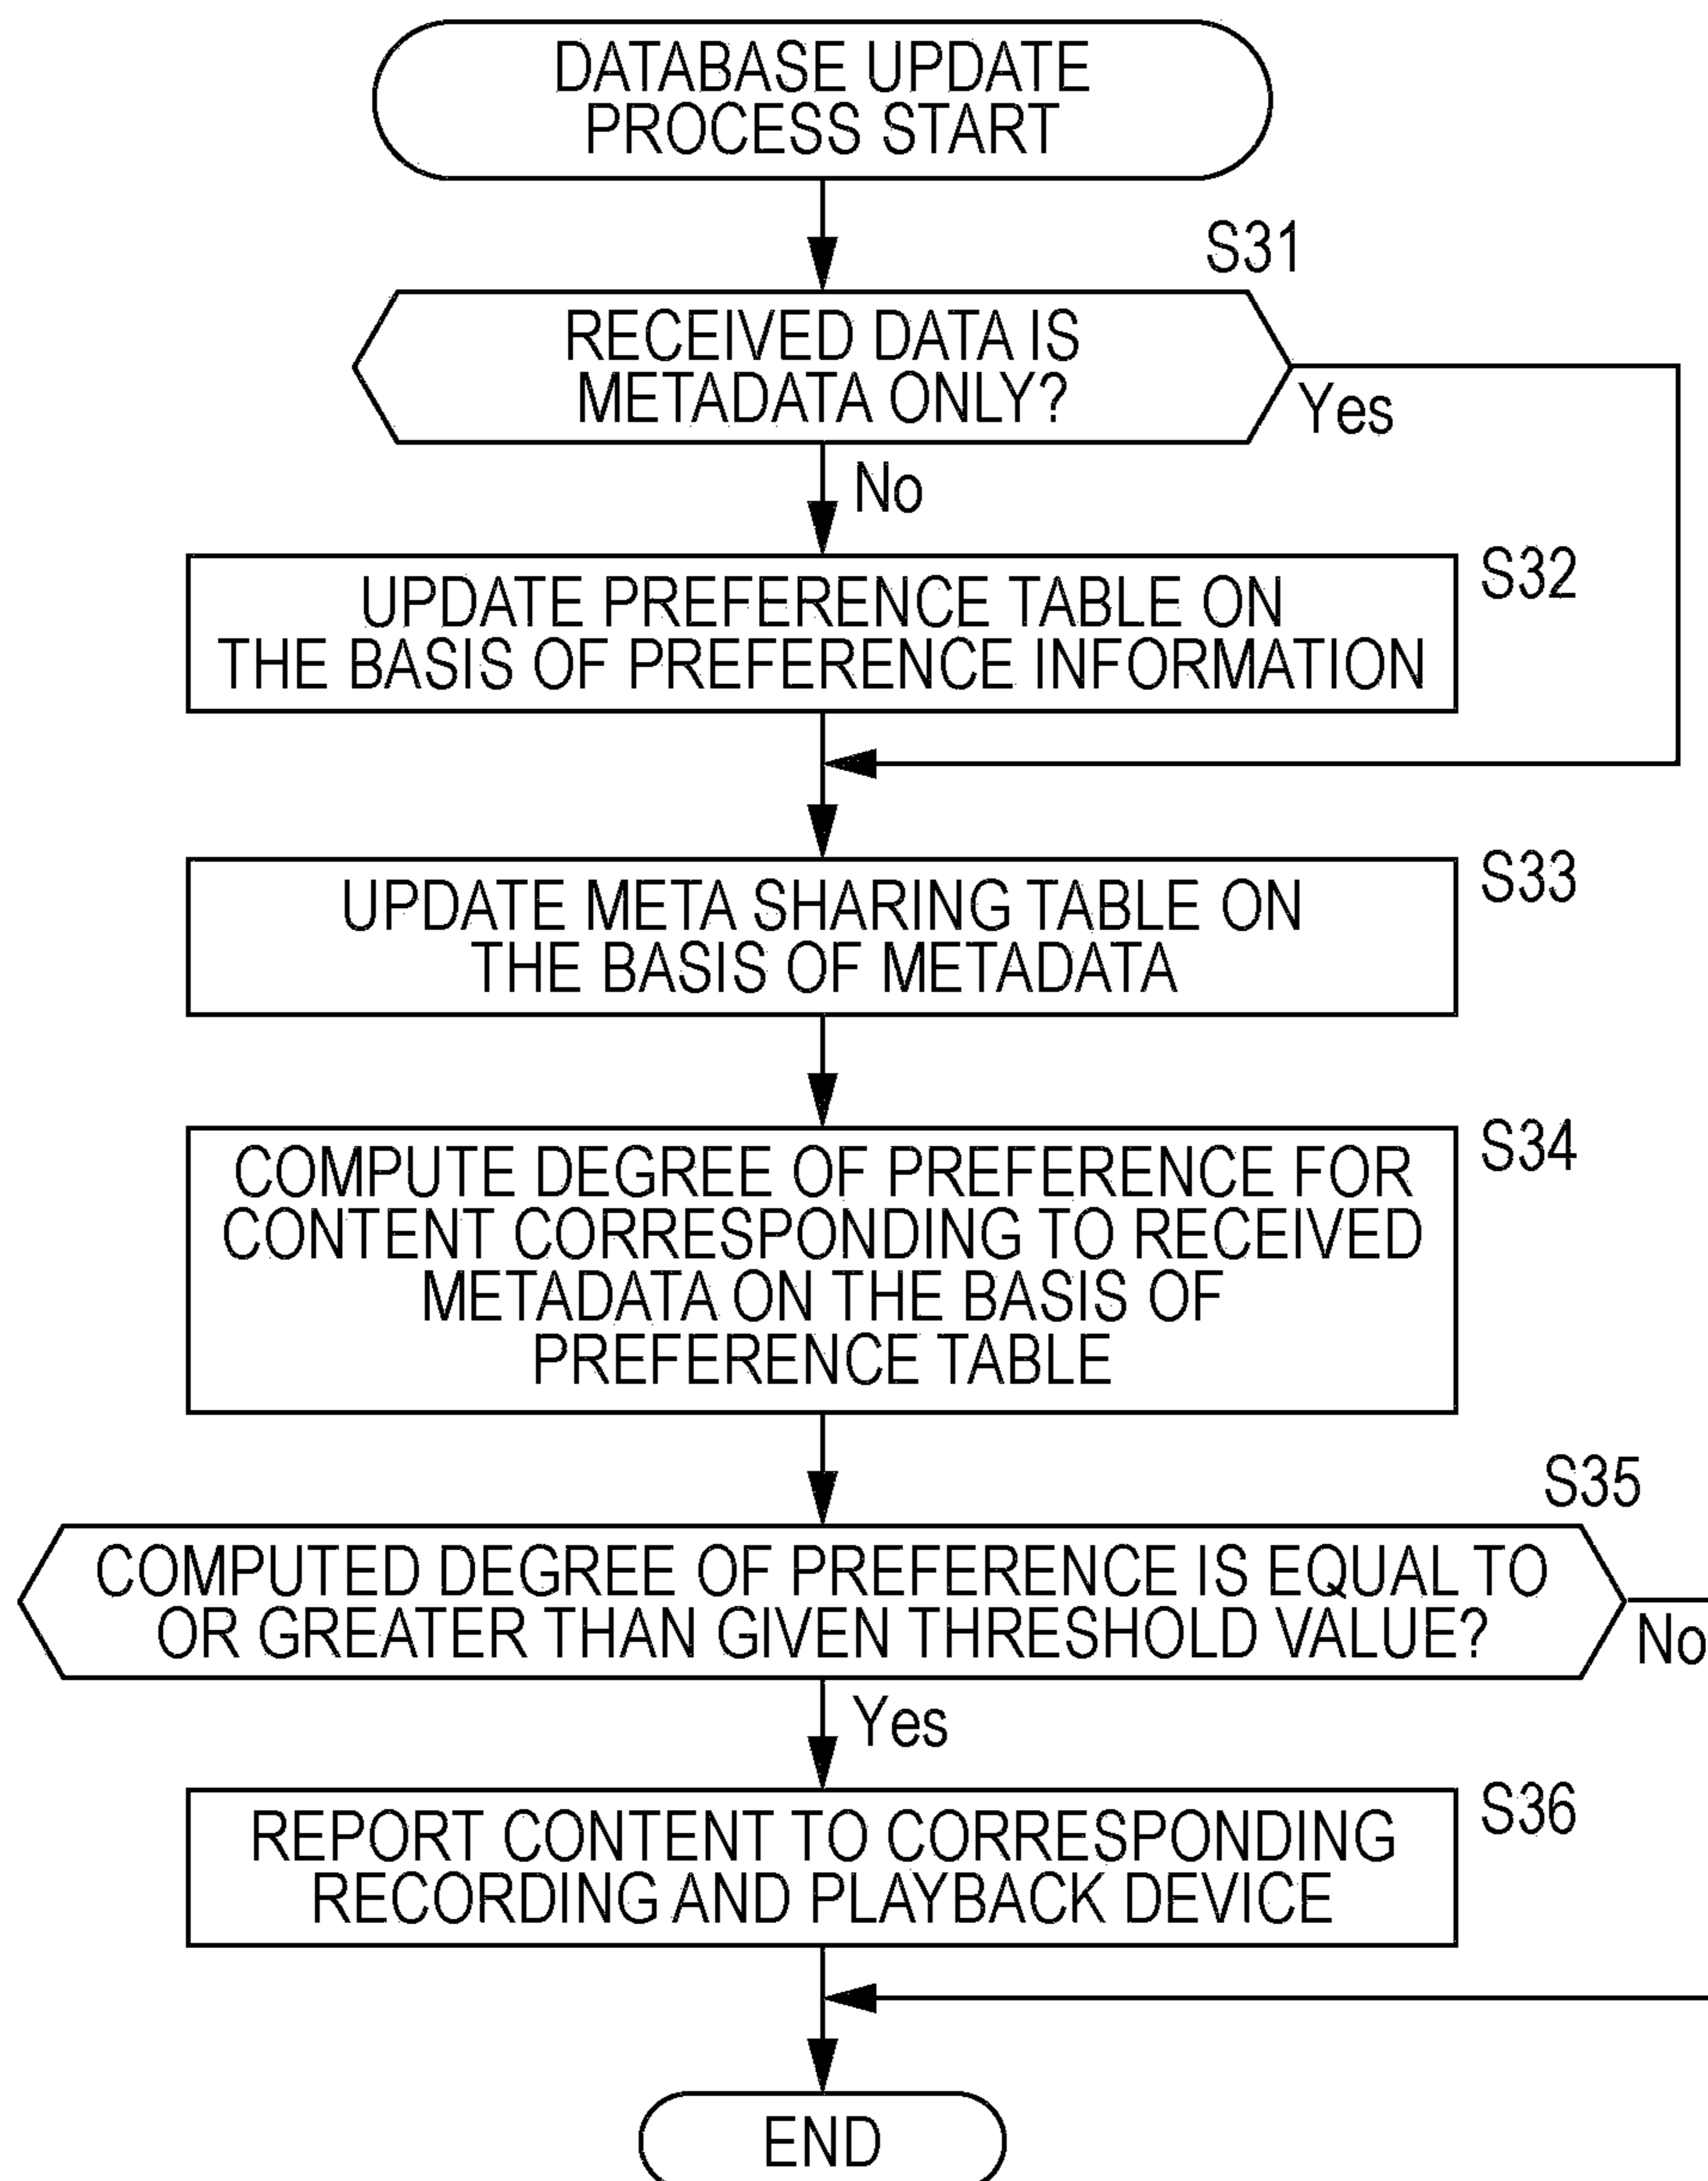 DATABASE UPDATE
PROCESS START
S31
RECEIVED DATA IS
METADATA ONLY?
Yes
No
S32
UPDATE PREFERENCE TABLE ON
THE BASIS OF PREFERENCE INFORMATION
S33
UPDATE META SHARING TABLE ON
THE BASIS OF METADATA
S34
COMPUTE DEGREE OF PREFERENCE FOR
CONTENT CORRESPONDING TO RECEIVED
METADATA ON THE BASIS OF
PREFERENCE TABLE
S35
COMPUTED DEGREE OF PREFERENCE IS EQUAL TO
OR GREATER THAN GIVEN THRESHOLD VALUE?
No
Yes
S36
REPORT CONTENT TO CORRESPONDING
RECORDING AND PLAYBACK DEVICE
END